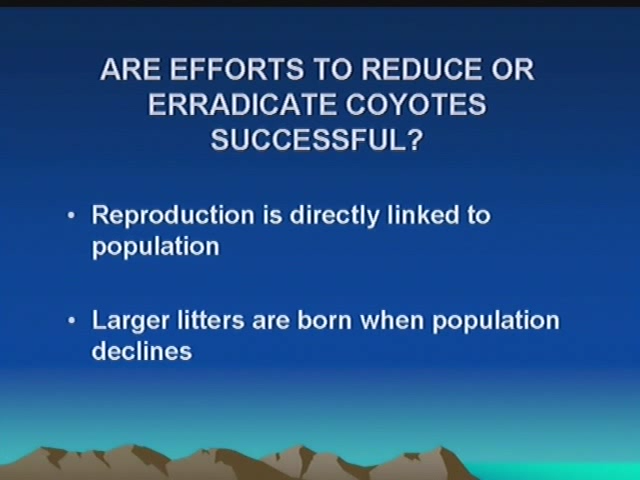 ARE EFFORTS TO REDUCE OR
ERRADICATE COYOTES
SUCCESSFUL?
• Reproduction is directly linked to
population
• Larger litters are born when population
declines